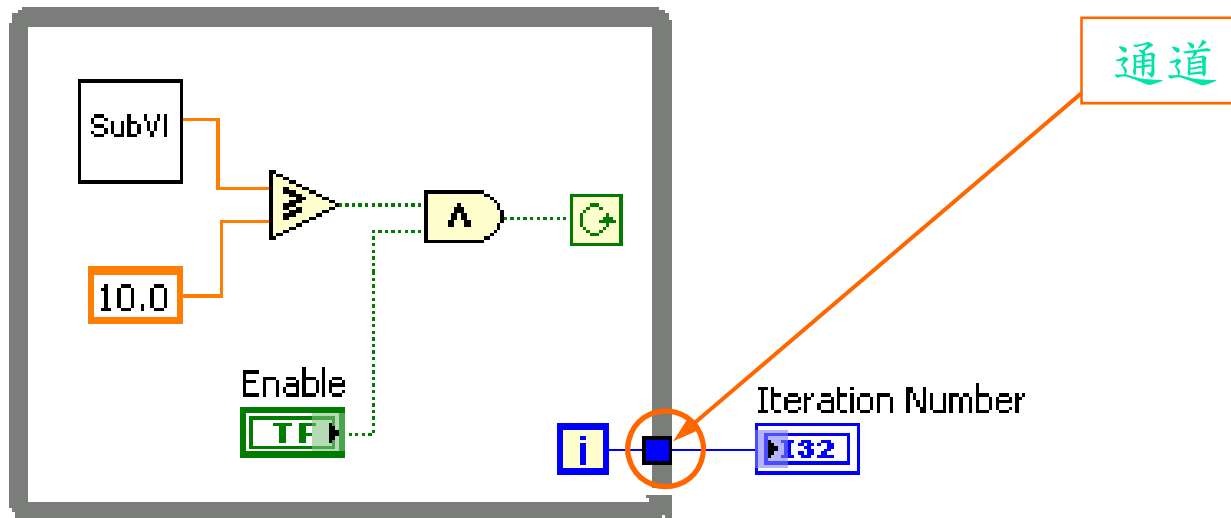 通道
SubVI
≥
∧
10.0
Enable
TF
Iteration Number
i
I32